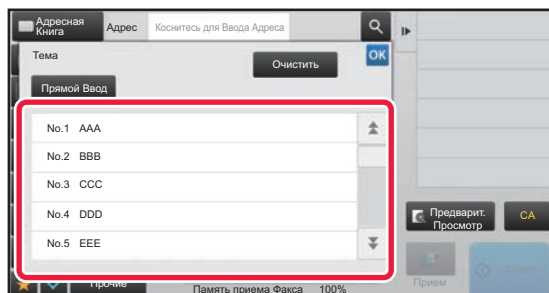 Адресная
Книга
Адрес
Коснитесь для Ввода Адреса
Тема
Очистить
OK
Прямой Ввод
No.1 AAA
No.2 BBB
No.3 CCC
No.4 DDD
No.5 EEE
Предварит.
Просмотр
CA
Прием
Старт
Прочие
Память приема Факса 100%